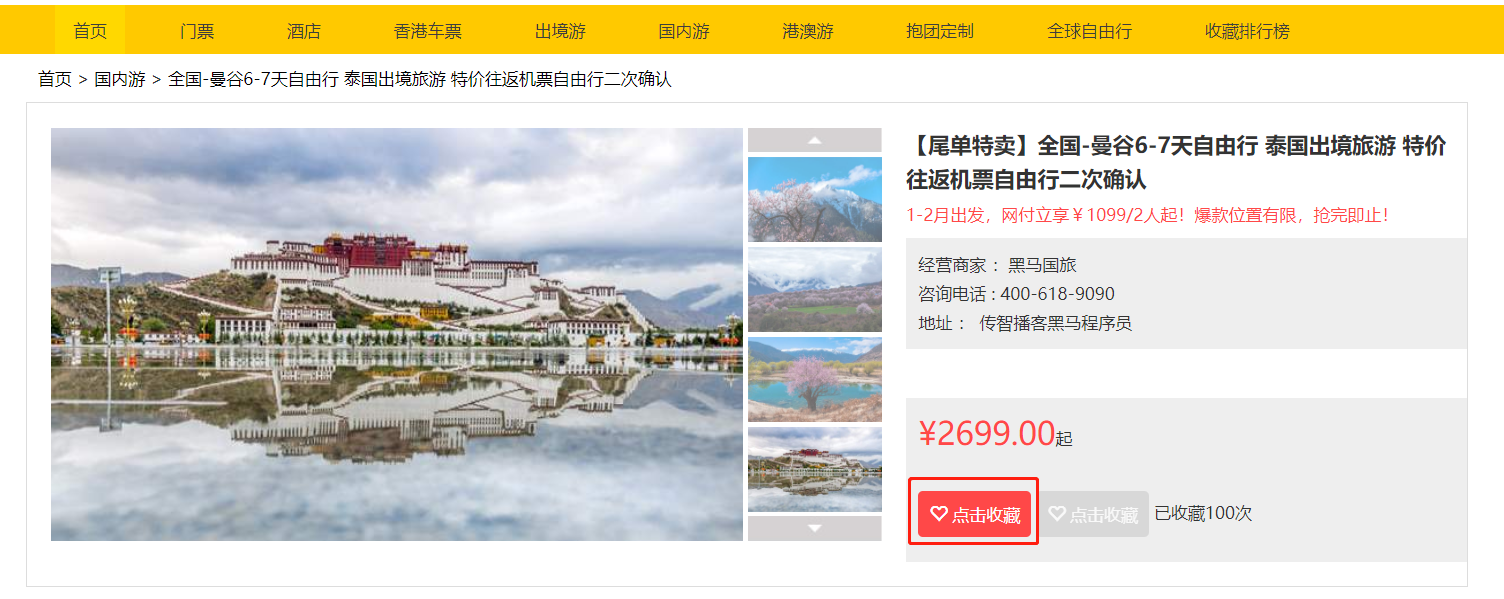 首页 门票 酒店 香港车票 出境游 国内游 港澳游 抱团定制 全球自由行 收藏排行榜
首页 > 国内游 > 全国-曼谷6-7天自由行 泰国出境旅游 特价往返机票自由行二次确认
【尾单特卖】全国-曼谷6-7天自由行 泰国出境旅游 特价
往返机票自由行二次确认
1-2月出发，网付立享￥1099/2人起！爆款位置有限，抢完即止！
经营商家 ： 黑马国旅
咨询电话 : 400-618-9090
地址 ： 传智播客黑马程序员
¥2699.00起
点击收藏 点击收藏 已收藏100次